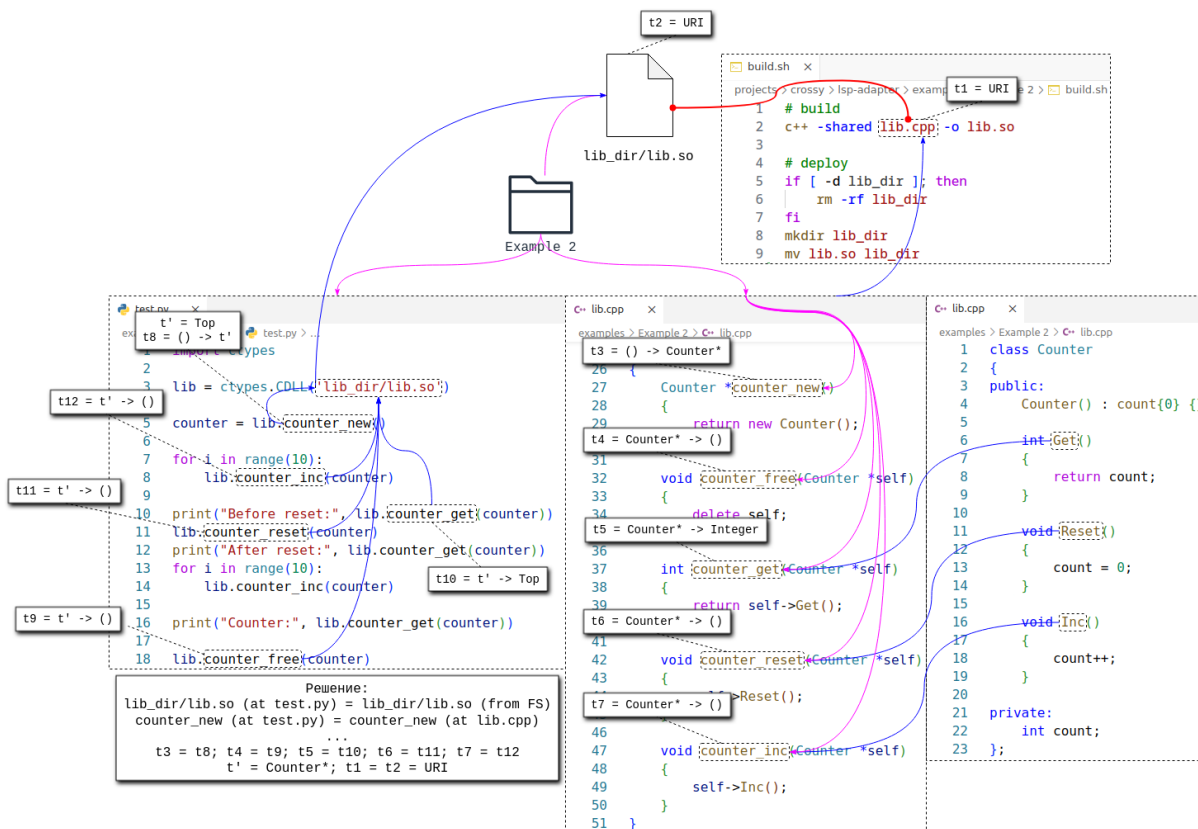 t2 = URI
lib_dir/lib.so
Example 2
build.sh ×
projects > crossy > lsp-adapter > examp
e 2 > build.sh
t1 = URI
1 # build
2 c++ -shared lib.cpp -o lib.so
3
4 # deploy
5 if [ -d lib_dir ]; then
6 rm -rf lib_dir
7 fi
8 mkdir lib_dir
9 mv lib.so lib_dir
test.py ×
test.py > ...
t' = Top
t8 = () -> t'
1 import ctypes
2
3 lib = ctypes.CDLL('lib_dir/lib.so')
t12 = t' -> ()
5 counter = lib.counter_new()
6
7 for i in range(10):
8 lib.counter_inc(counter)
9
t11 = t' -> ()
10 print("Before reset:", lib.counter_get(counter))
11 lib.counter_reset(counter)
12 print("After reset:", lib.counter_get(counter))
13 for i in range(10):
14 lib.counter_inc(counter)
t10 = t' -> Top
15
16 print("Counter:", lib.counter_get(counter))
t9 = t' -> ()
17
18 lib.counter_free(counter)
Решение:
lib_dir/lib.so (at test.py) = lib_dir/lib.so (from FS)
counter_new (at test.py) = counter_new (at lib.cpp)
...
t3 = t8; t4 = t9; t5 = t10; t6 = t11; t7 = t12
t' = Counter*; t1 = t2 = URI
C++ lib.cpp ×
examples > Example 2 > C++ lib.cpp
t3 = () -> Counter*
26 {
27 Counter *counter_new()
28 {
29 return new Counter();
t4 = Counter* -> ()
31
32 void counter_free(Counter *self)
33 {
34 delete self;
t5 = Counter* -> Integer
36
37 int counter_get(Counter *self)
38 {
39 return self->Get();
t6 = Counter* -> ()
41
42 void counter_reset(Counter *self)
43 {
->Reset();
t7 = Counter* -> ()
46
47 void counter_inc(Counter *self)
48 {
49 self->Inc();
50 }
51 }
C++ lib.cpp ×
examples > Example 2 > C++ lib.cpp
1 class Counter
2 {
3 public:
4 Counter() : count{0} {
5
6 int Get()
7 {
8 return count;
9 }
10
11 void Reset()
12 {
13 count = 0;
14 }
15
16 void Inc()
17 {
18 count++;
19 }
20
21 private:
22 int count;
23 };